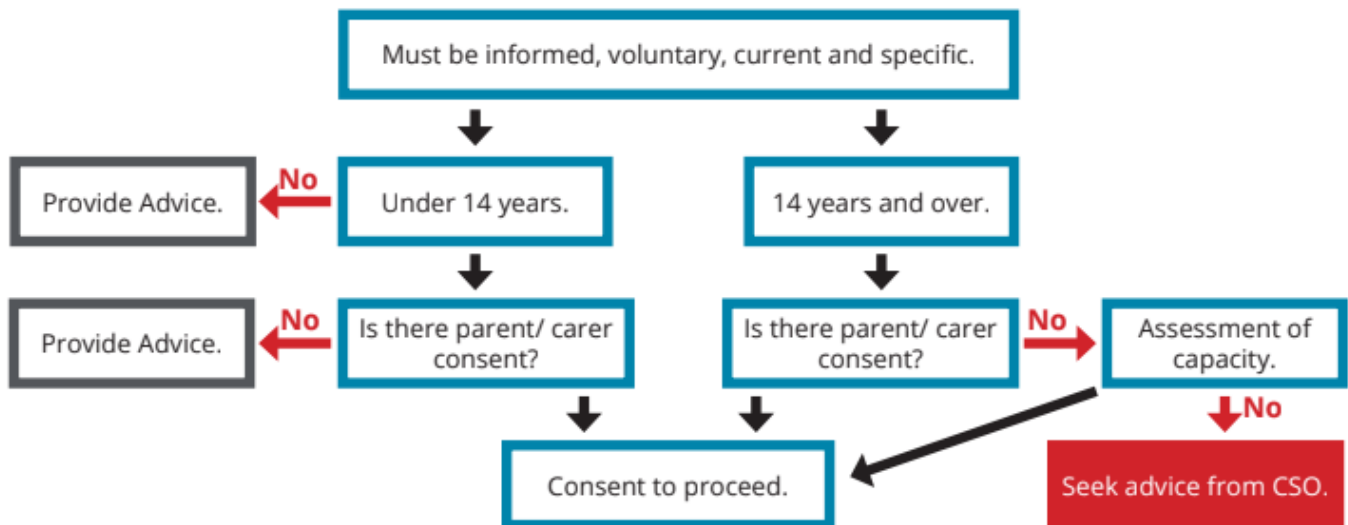 Must be informed, voluntary, current and specific.
Provide Advice.
No
Under 14 years.
14 years and over.
Provide Advice.
No
Is there parent/ carer
consent?
Is there parent/ carer
consent?
No
Assessment of
capacity.
No
Consent to proceed.
Seek advice from CSO.